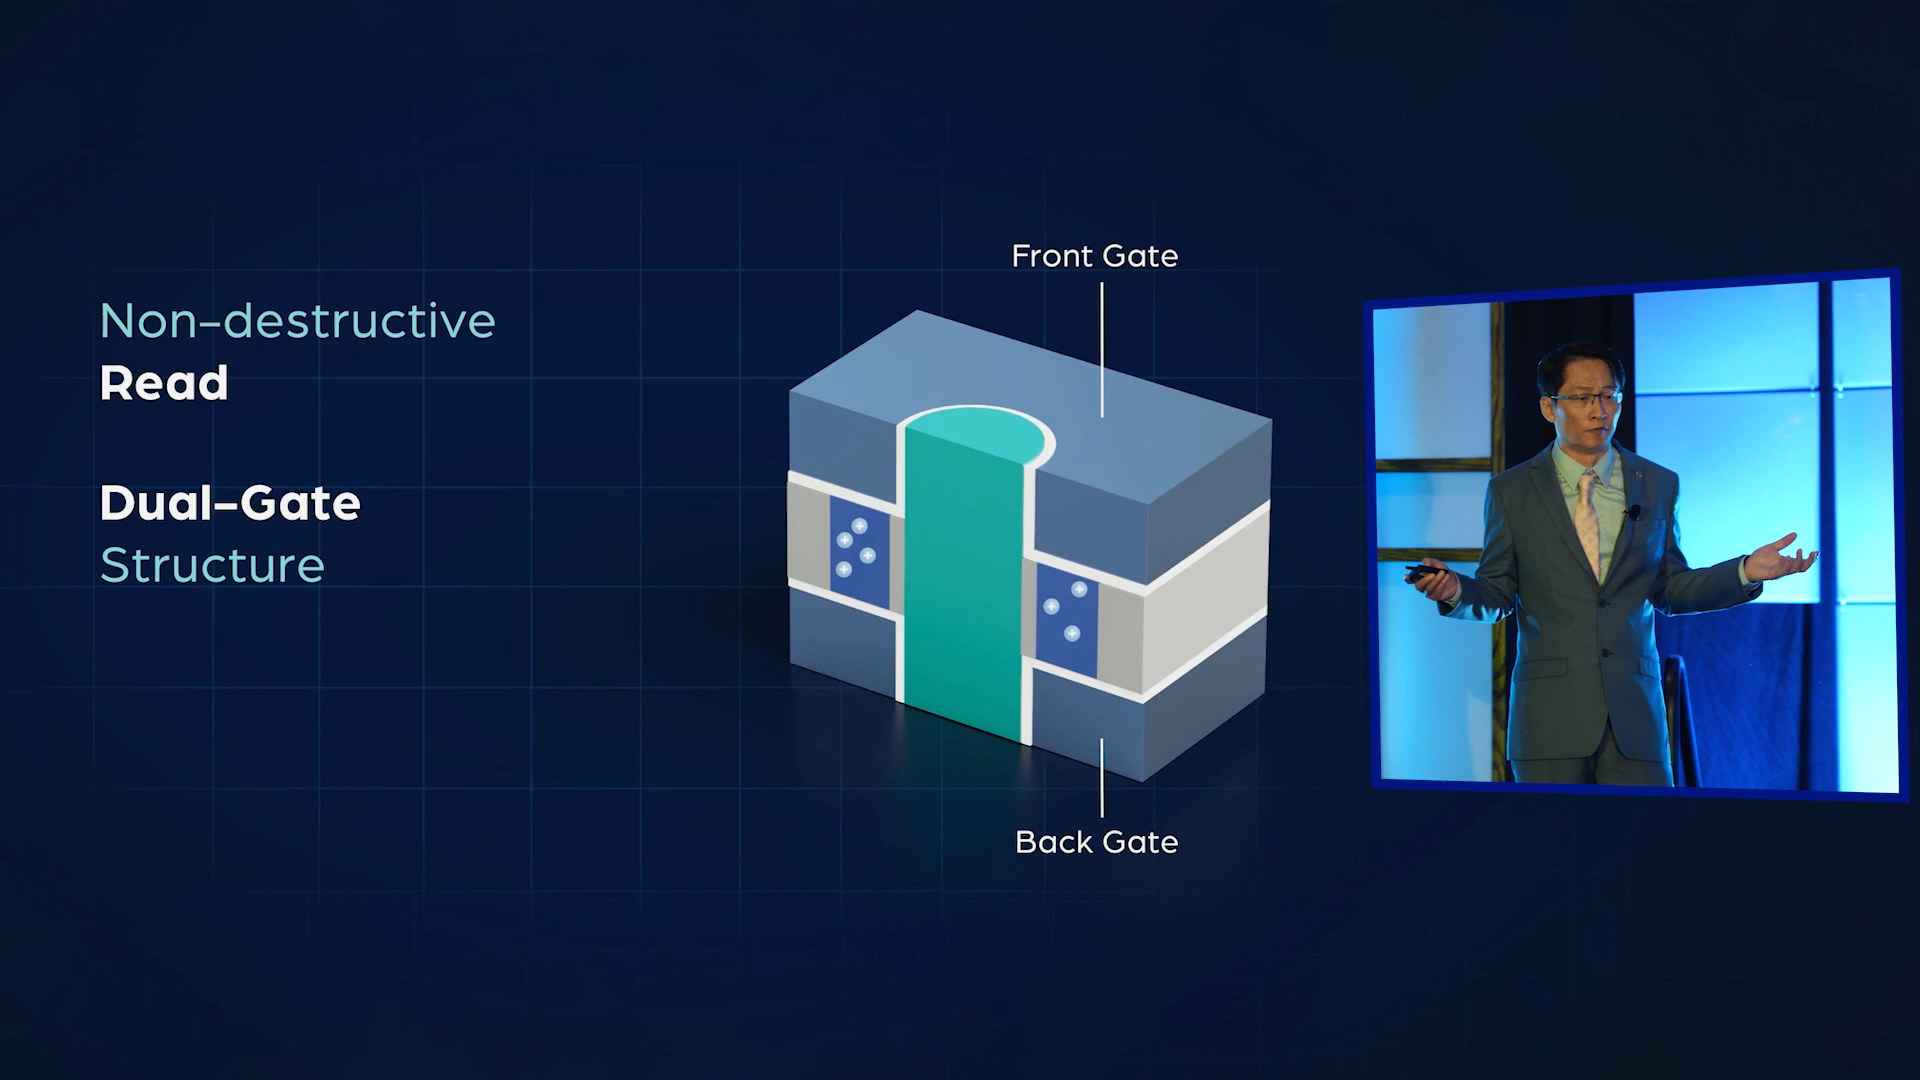 Non-destructive
Read
Dual-Gate
Structure
Front Gate
Back Gate